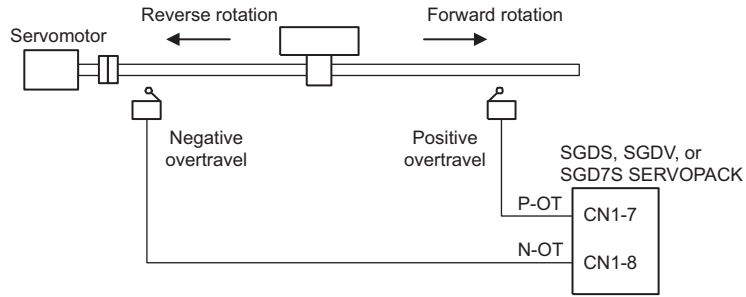 Reverse rotation
Forward rotation
Servomotor
Negative
overtravel
Positive
overtravel
SGDS, SGDV, or
SGD7S SERVOPACK
P-OT
CN1-7
N-OT
CN1-8